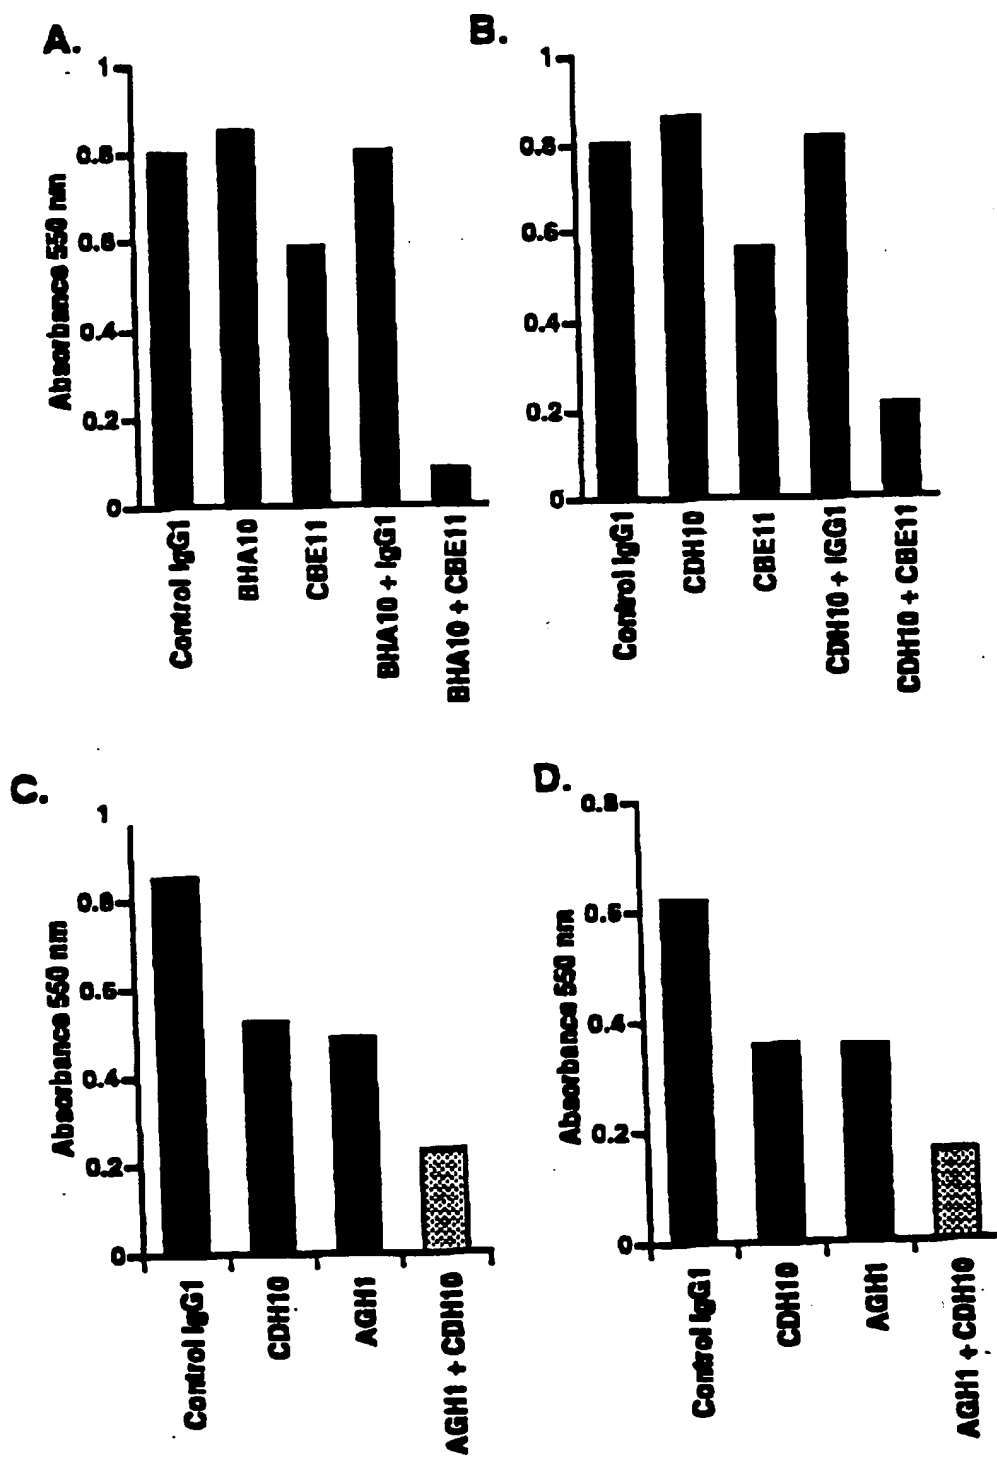 A.
Absorbance 550 nm
1
0.8
0.6
0.4
0.2
0
Control IgG1
BHA10
CBE11
BHA10 + IgG1
BHA10 + CBE11
B.
1
0.8
0.6
0.4
0.2
0
Control IgG1
CDH10
CBE11
CDH10 + IGG1
CDH10 + CBE11
C.
Absorbance 550 nm
1
0.8
0.6
0.4
0.2
0
Control IgG1
CDH10
AGH1
AGH1 + CDH10
D.
Absorbance 550 nm
0.8
0.6
0.4
0.2
0
Control IgG1
CDH10
AGH1
AGH1 + CDH10